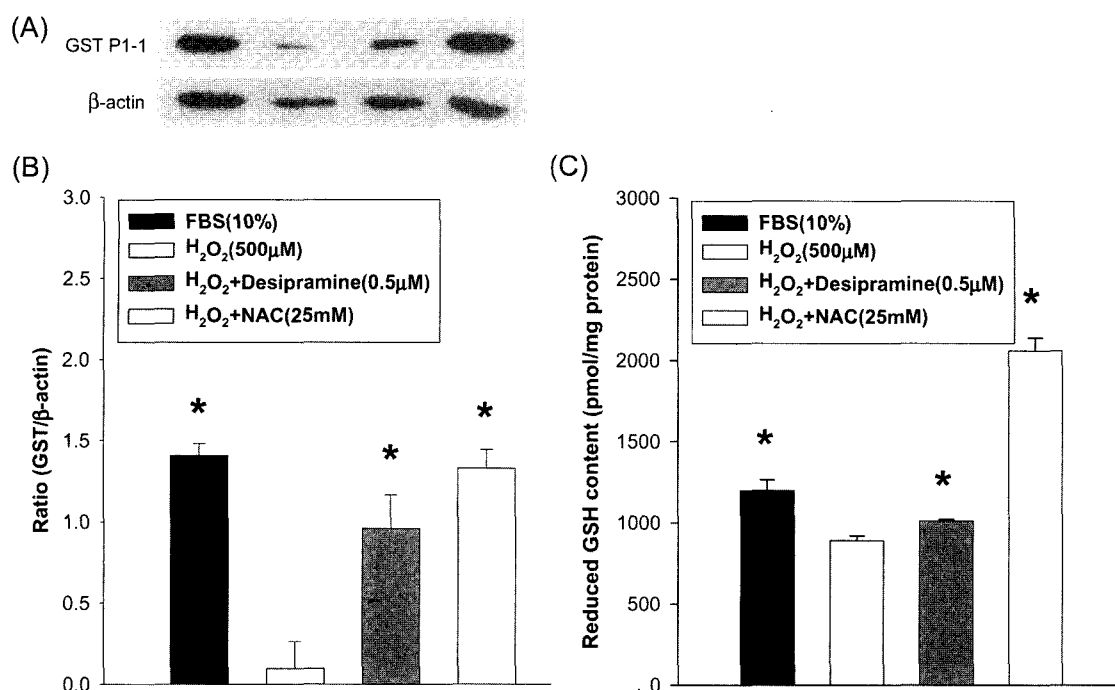 (A)
GST P1-1
β-actin
(B)
3.0
2.5
2.0
1.5
1.0
0.5
0.0
Ratio (GST/β-actin)
FBS(10%)
H₂O₂(500μM)
H₂O₂+Desipramine(0.5μM)
H₂O₂+NAC(25mM)
*
*
*
(C)
3000
2500
2000
1500
1000
500
0
Reduced GSH content (pmol/mg protein)
FBS(10%)
H₂O₂(500μM)
H₂O₂+Desipramine(0.5μM)
H₂O₂+NAC(25mM)
*
*
*